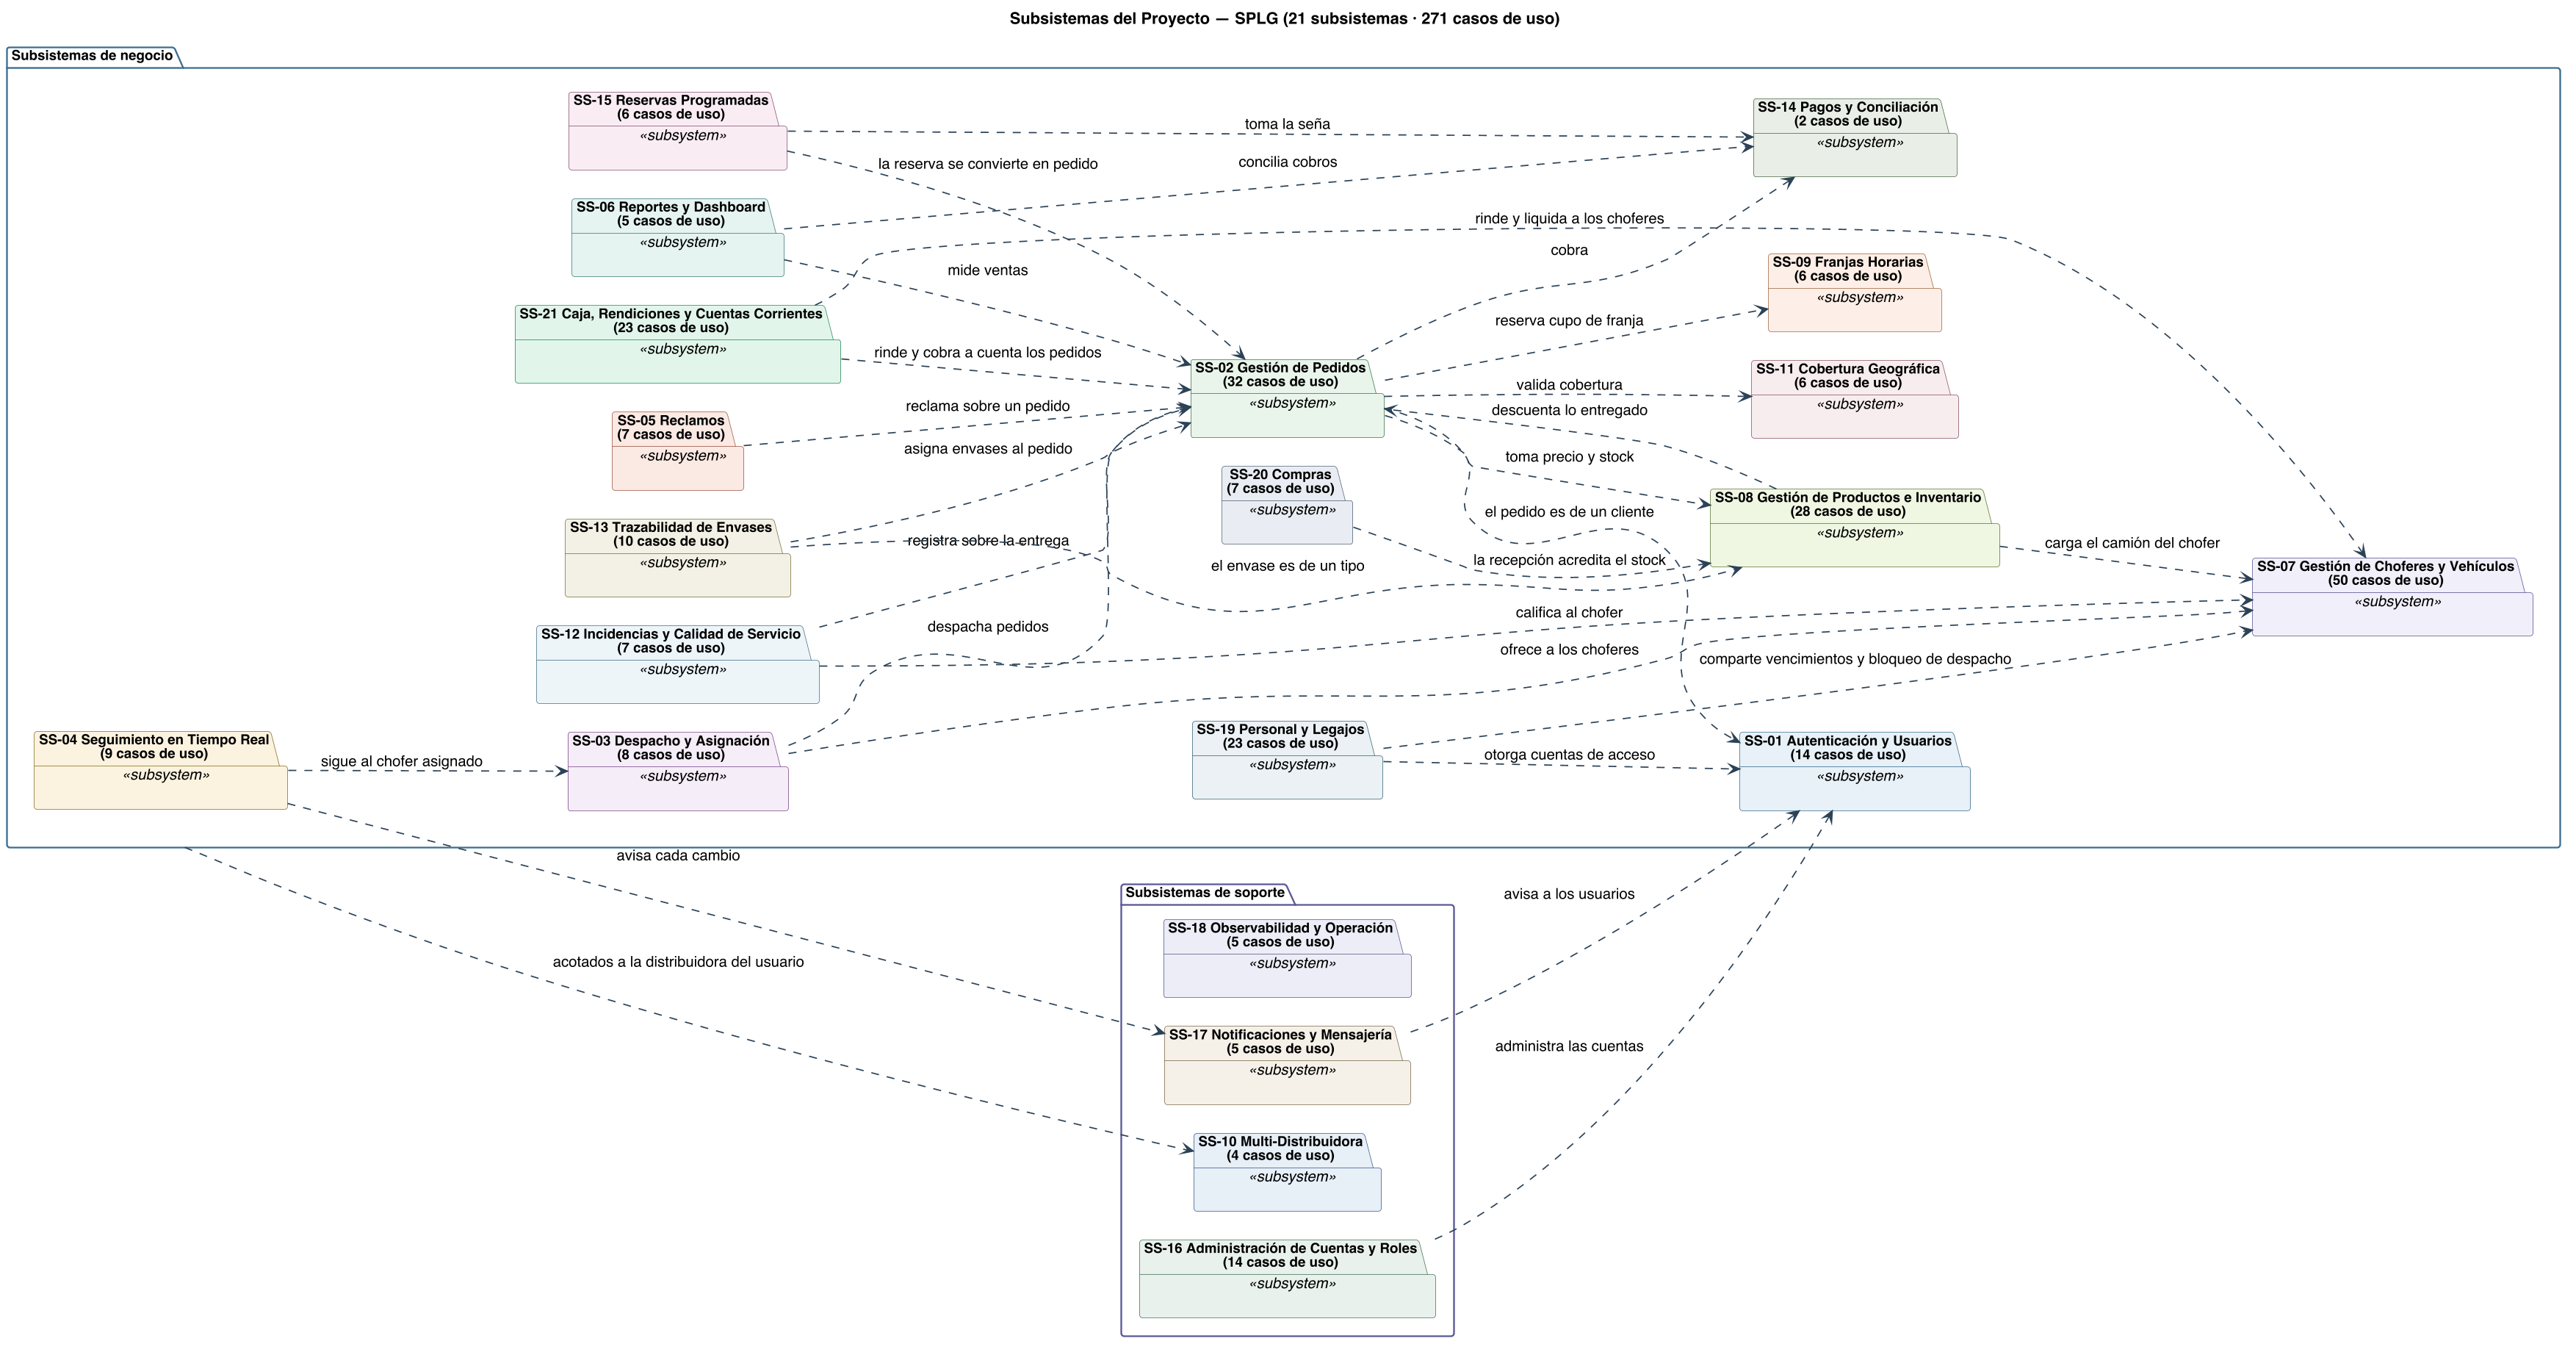 Subsistemas del Proyecto — SPLG (21 subsistemas · 271 casos de uso)
Subsistemas de negocio
SS-15 Reservas Programadas
(6 casos de uso)
«subsystem»
SS-14 Pagos y Conciliación
(2 casos de uso)
«subsystem»
toma la seña
la reserva se convierte en pedido
concilia cobros
SS-06 Reportes y Dashboard
(5 casos de uso)
«subsystem»
rinde y liquida a los choferes
cobra
mide ventas
SS-09 Franjas Horarias
(6 casos de uso)
«subsystem»
SS-21 Caja, Rendiciones y Cuentas Corrientes
(23 casos de uso)
«subsystem»
reserva cupo de franja
rinde y cobra a cuenta los pedidos
SS-02 Gestión de Pedidos
(32 casos de uso)
«subsystem»
SS-11 Cobertura Geográfica
(6 casos de uso)
«subsystem»
valida cobertura
reclama sobre un pedido
descuenta lo entregado
SS-05 Reclamos
(7 casos de uso)
«subsystem»
asigna envases al pedido
toma precio y stock
SS-20 Compras
(7 casos de uso)
«subsystem»
SS-08 Gestión de Productos e Inventario
(28 casos de uso)
«subsystem»
el pedido es de un cliente
SS-13 Trazabilidad de Envases
(10 casos de uso)
«subsystem»
registra sobre la entrega
carga el camión del chofer
la recepción acredita el stock
el envase es de un tipo
SS-07 Gestión de Choferes y Vehículos
(50 casos de uso)
«subsystem»
califica al chofer
despacha pedidos
SS-12 Incidencias y Calidad de Servicio
(7 casos de uso)
«subsystem»
ofrece a los choferes
comparte vencimientos y bloqueo de despacho
SS-04 Seguimiento en Tiempo Real
(9 casos de uso)
«subsystem»
sigue al chofer asignado
SS-03 Despacho y Asignación
(8 casos de uso)
«subsystem»
SS-19 Personal y Legajos
(23 casos de uso)
«subsystem»
otorga cuentas de acceso
SS-01 Autenticación y Usuarios
(14 casos de uso)
«subsystem»
avisa cada cambio
Subsistemas de soporte
avisa a los usuarios
SS-18 Observabilidad y Operación
(5 casos de uso)
«subsystem»
acotados a la distribuidora del usuario
SS-17 Notificaciones y Mensajería
(5 casos de uso)
«subsystem»
administra las cuentas
SS-10 Multi-Distribuidora
(4 casos de uso)
«subsystem»
SS-16 Administración de Cuentas y Roles
(14 casos de uso)
«subsystem»